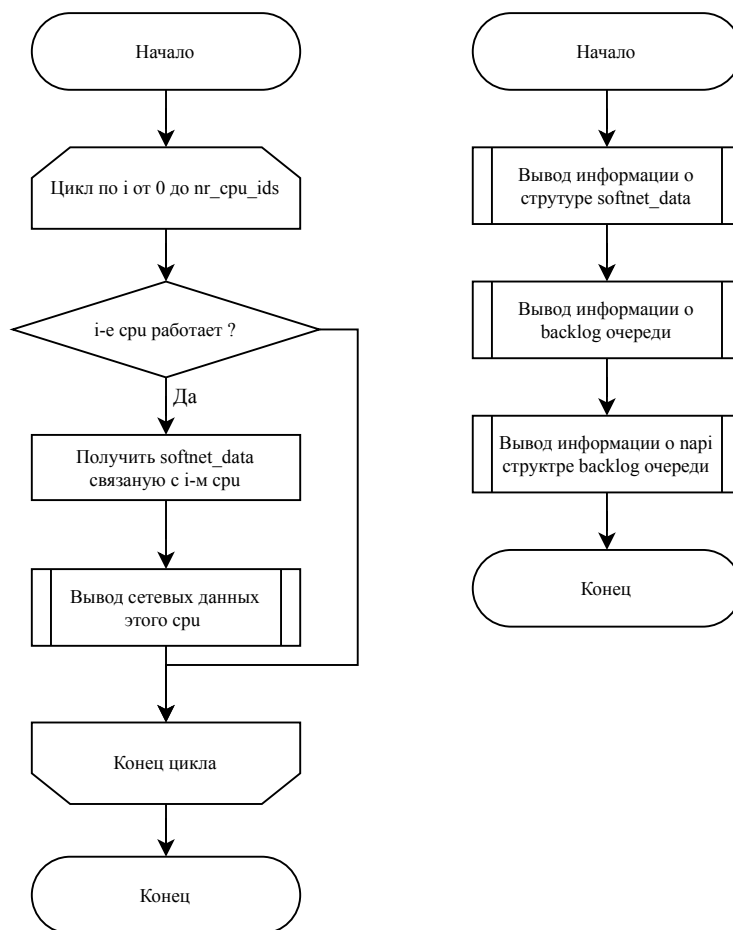 Начало
Цикл по i от 0 до nr_cpu_ids
i-е cpu работает ?
Да
Получить softnet_data
связаную с i-м cpu
Вывод сетевых данных
этого cpu
Конец цикла
Конец
Начало
Вывод информации о
струтуре softnet_data
Вывод информации о
backlog очереди
Вывод информации о napi
структре backlog очереди
Конец